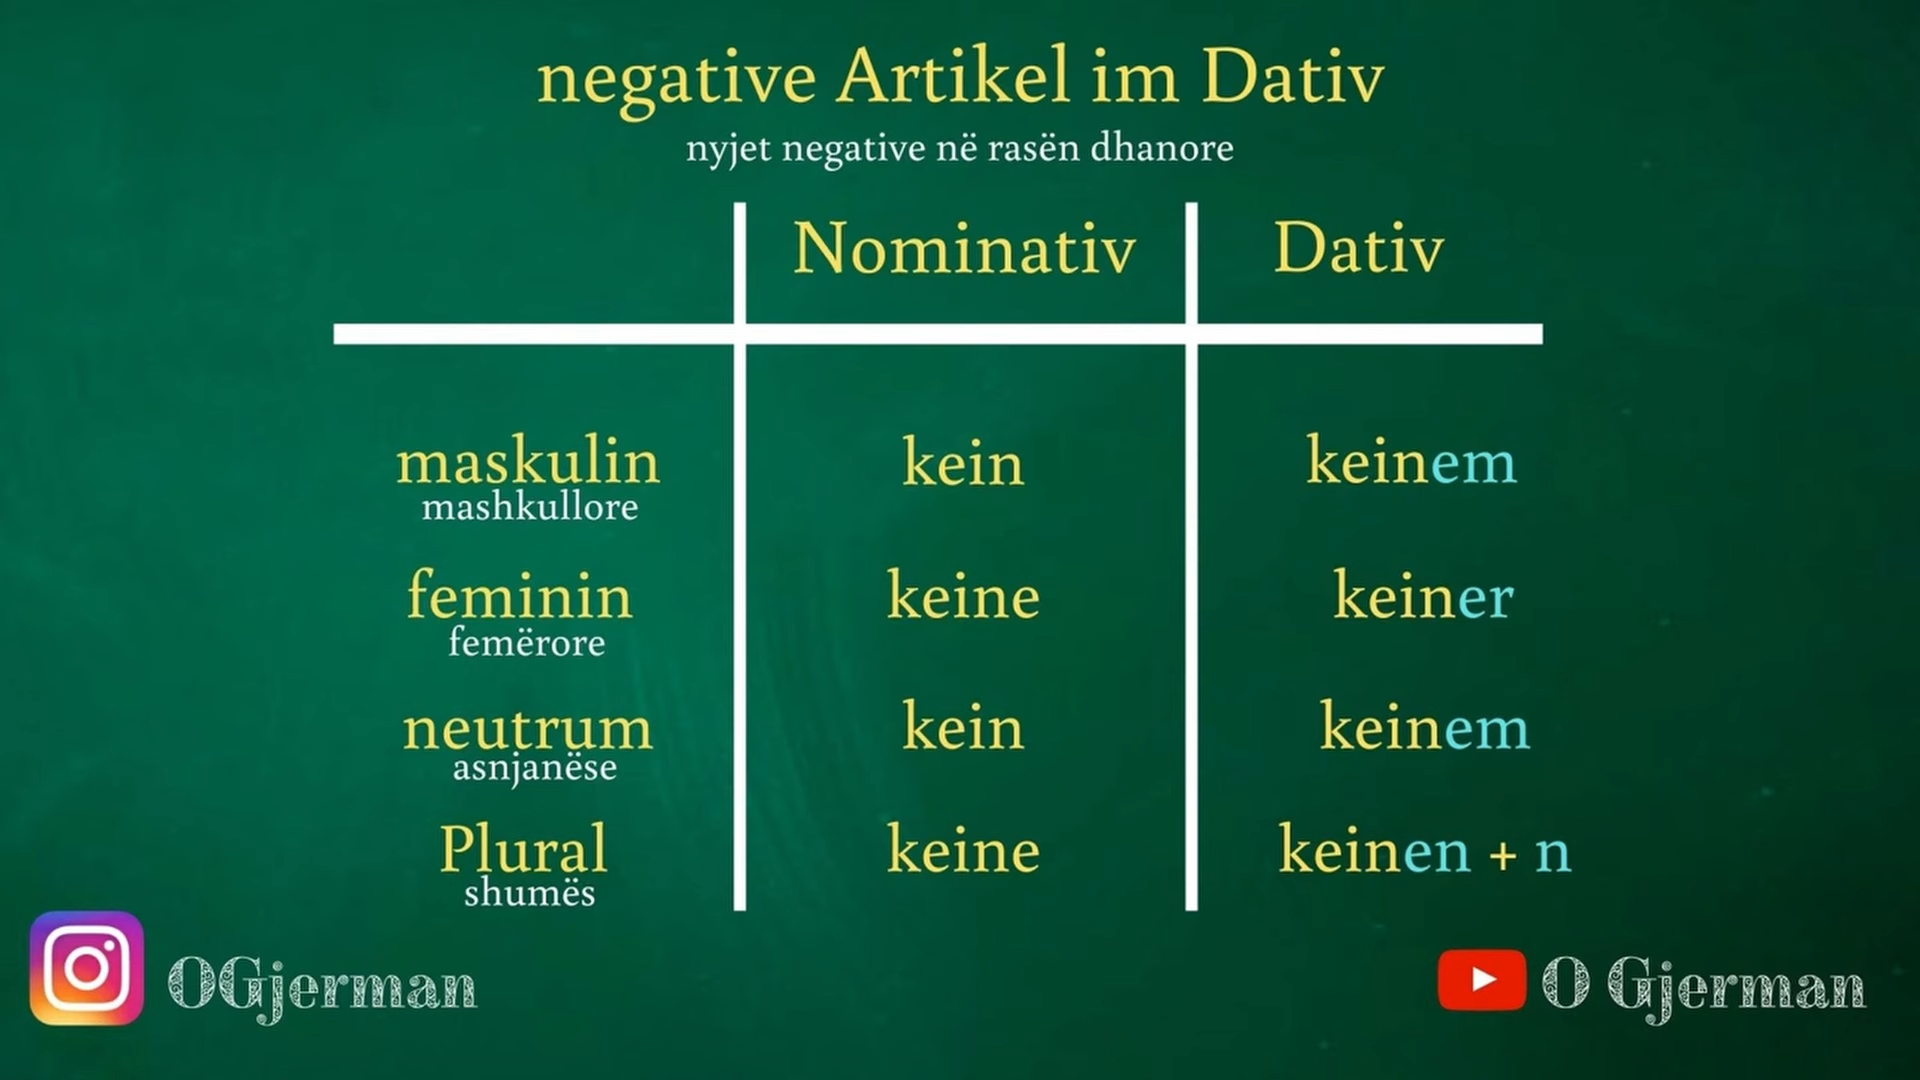 negative Artikel im Dativ
nyjet negative në rasën dhanore
Nominativ Dativ
maskulin kein keinem
mashkullore
feminin keine keiner
femërore
neutrum kein keinem
asnjanëse
Plural keine keinen + n
shumës
OGjerman O Gjerman